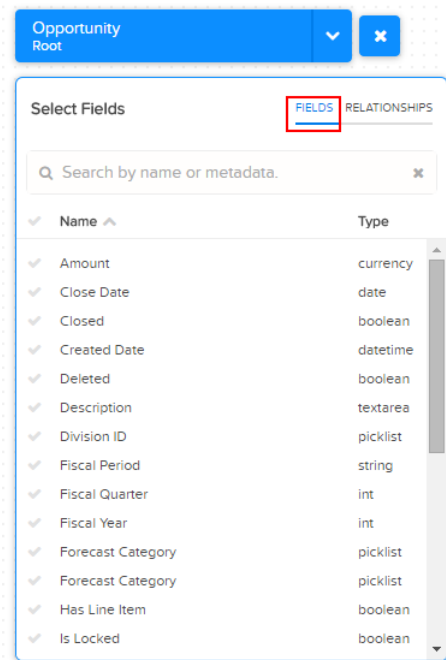 Opportunity
Root
Select Fields FIELDS RELATIONSHIPS
Search by name or metadata.
Name Type
Amount currency
Close Date date
Closed boolean
Created Date datetime
Deleted boolean
Description textarea
Division ID picklist
Fiscal Period string
Fiscal Quarter int
Fiscal Year int
Forecast Category picklist
Forecast Category picklist
Has Line Item boolean
Is Locked boolean